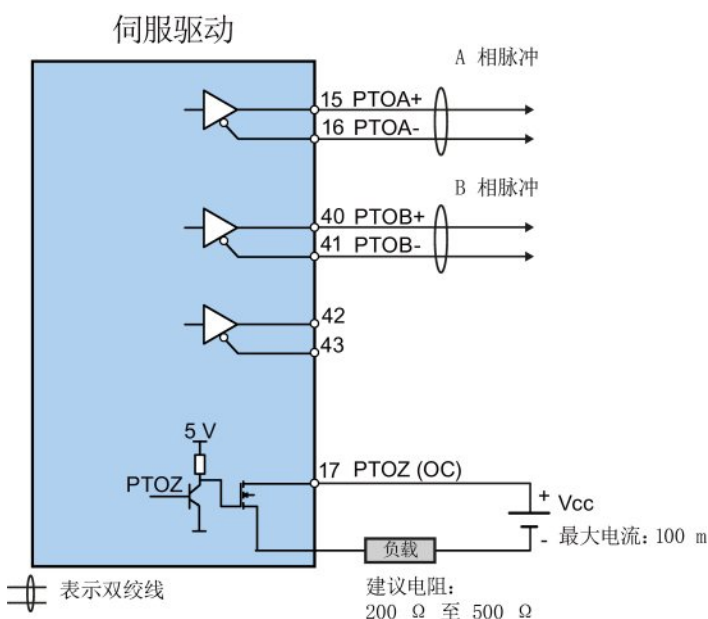 伺服驱动
A 相脉冲
15 PTOA+
16 PTOA-
B 相脉冲
40 PTOB+
41 PTOB-
42
43
5 V
PTOZ
17 PTOZ (OC)
+
Vcc
- 最大电流: 100 m
负载
表示双绞线
建议电阻:
200 Ω 至 500 Ω